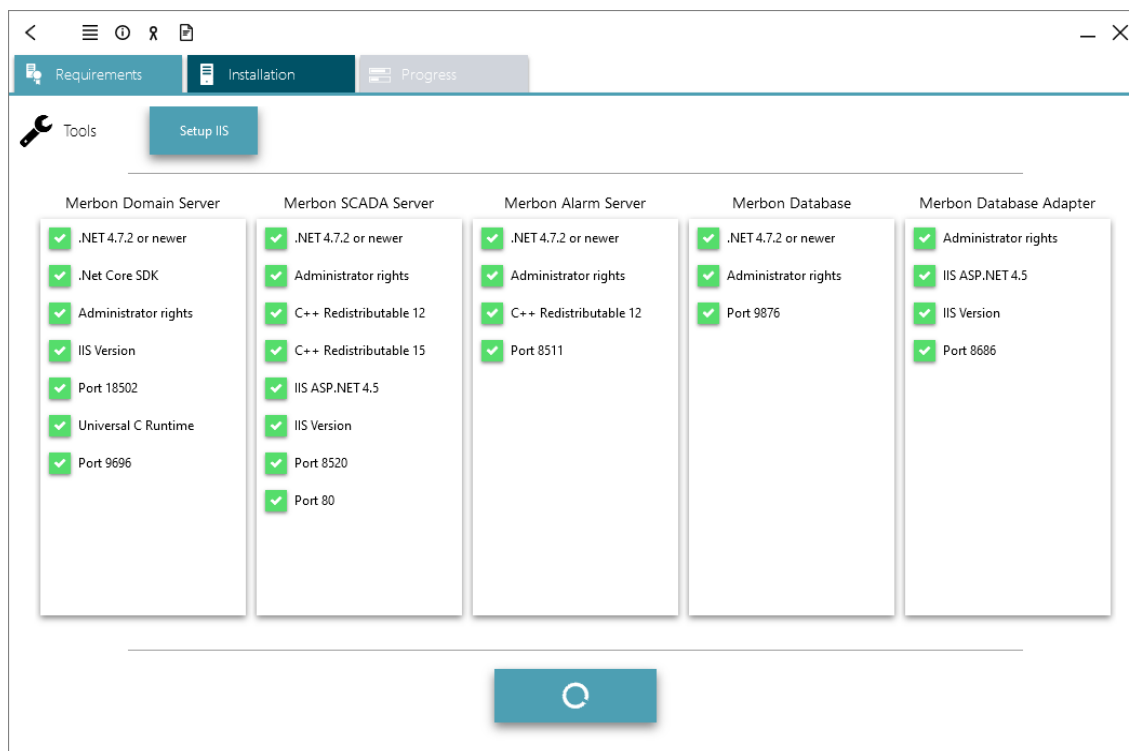 Requirements
Installation
Progress
Tools
Setup IIS
Merbon Domain Server
.NET 4.7.2 or newer
.Net Core SDK
Administrator rights
IIS Version
Port 18502
Universal C Runtime
Port 9696
Merbon SCADA Server
.NET 4.7.2 or newer
Administrator rights
C++ Redistributable 12
C++ Redistributable 15
IIS ASP.NET 4.5
IIS Version
Port 8520
Port 80
Merbon Alarm Server
.NET 4.7.2 or newer
Administrator rights
C++ Redistributable 12
Port 8511
Merbon Database
.NET 4.7.2 or newer
Administrator rights
Port 9876
Merbon Database Adapter
Administrator rights
IIS ASP.NET 4.5
IIS Version
Port 8686